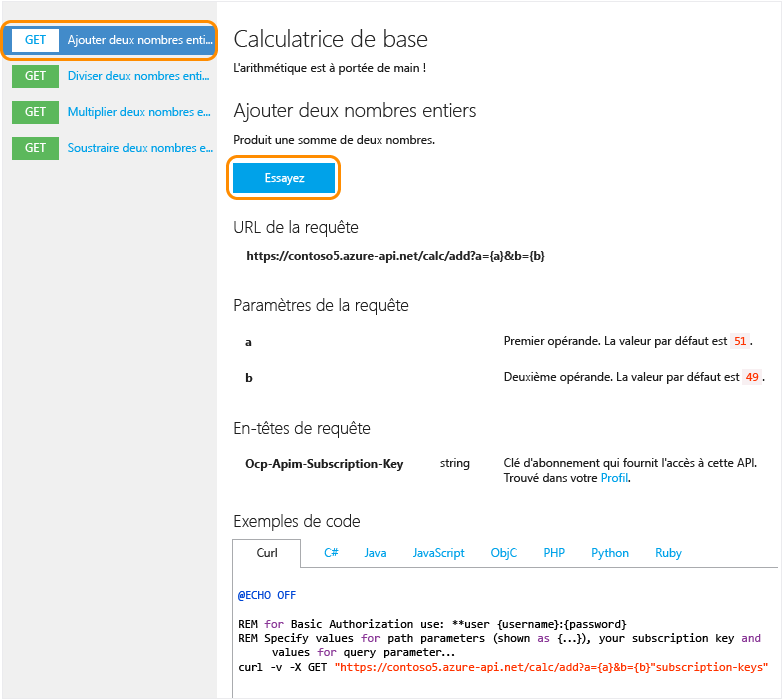 GET Ajouter deux nombres enti...
GET Diviser deux nombres enti...
GET Multiplier deux nombres e...
GET Soustraire deux nombres e...
Calculatrice de base
L'arithmétique est à portée de main !
Ajouter deux nombres entiers
Produit une somme de deux nombres.
Essayez
URL de la requête
https://contoso5.azure-api.net/calc/add?a={a}&b={b}
Paramètres de la requête
a Premier opérande. La valeur par défaut est 51 .
b Deuxième opérande. La valeur par défaut est 49 .
En-têtes de requête
Ocp-Apim-Subscription-Key string Clé d'abonnement qui fournit l'accès à cette API.
Trouvé dans votre Profil.
Exemples de code
Curl C# Java JavaScript ObjC PHP Python Ruby
@ECHO OFF
REM for Basic Authorization use: **user {username}:{password}
REM Specify values for path parameters (shown as {...}), your subscription key and
values for query parameter...
curl -v -X GET "https://contoso5.azure-api.net/calc/add?a={a}&b={b}"subscription-keys"